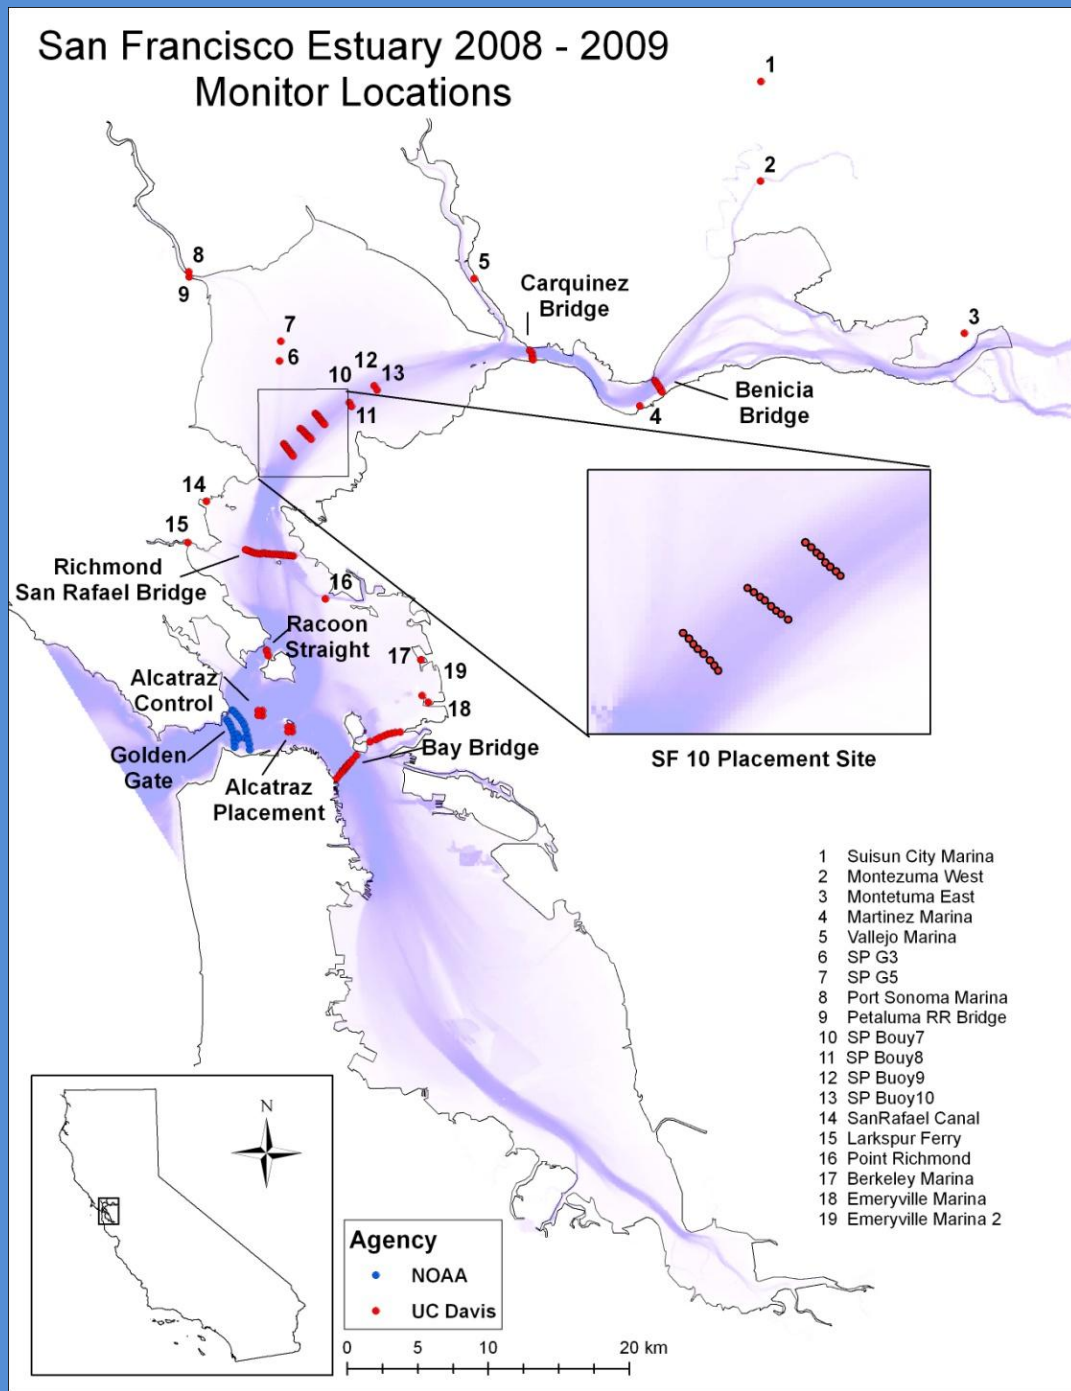 San Francisco Estuary 2008 - 2009
Monitor Locations
1
2
8
9
5
Carquinez
Bridge
3
7
6
12
10
13
11
Benicia
Bridge
4
14
15
Richmond
San Rafael Bridge
16
Racoon
Straight
17
19
18
Alcatraz
Control
Golden
Gate
Bay Bridge
Alcatraz
Placement
SF 10 Placement Site
1 Suisun City Marina
2 Montezuma West
3 Montetuma East
4 Martinez Marina
5 Vallejo Marina
6 SP G3
7 SP G5
8 Port Sonoma Marina
9 Petaluma RR Bridge
10 SP Bouy7
11 SP Bouy8
12 SP Buoy9
13 SP Buoy10
14 SanRafael Canal
15 Larkspur Ferry
16 Point Richmond
17 Berkeley Marina
18 Emeryville Marina
19 Emeryville Marina 2
N
Agency
NOAA
UC Davis
0 5 10 20 km